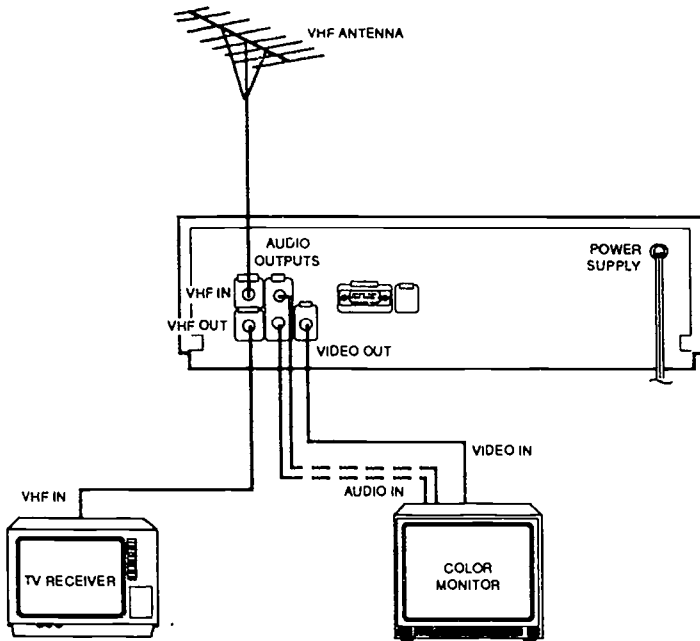 VHF ANTENNA
AUDIO
OUTPUTS
POWER
SUPPLY
VHF IN
VHF OUT
VIDEO OUT
VIDEO IN
VHF IN
AUDIO IN
TV RECEIVER
COLOR
MONITOR